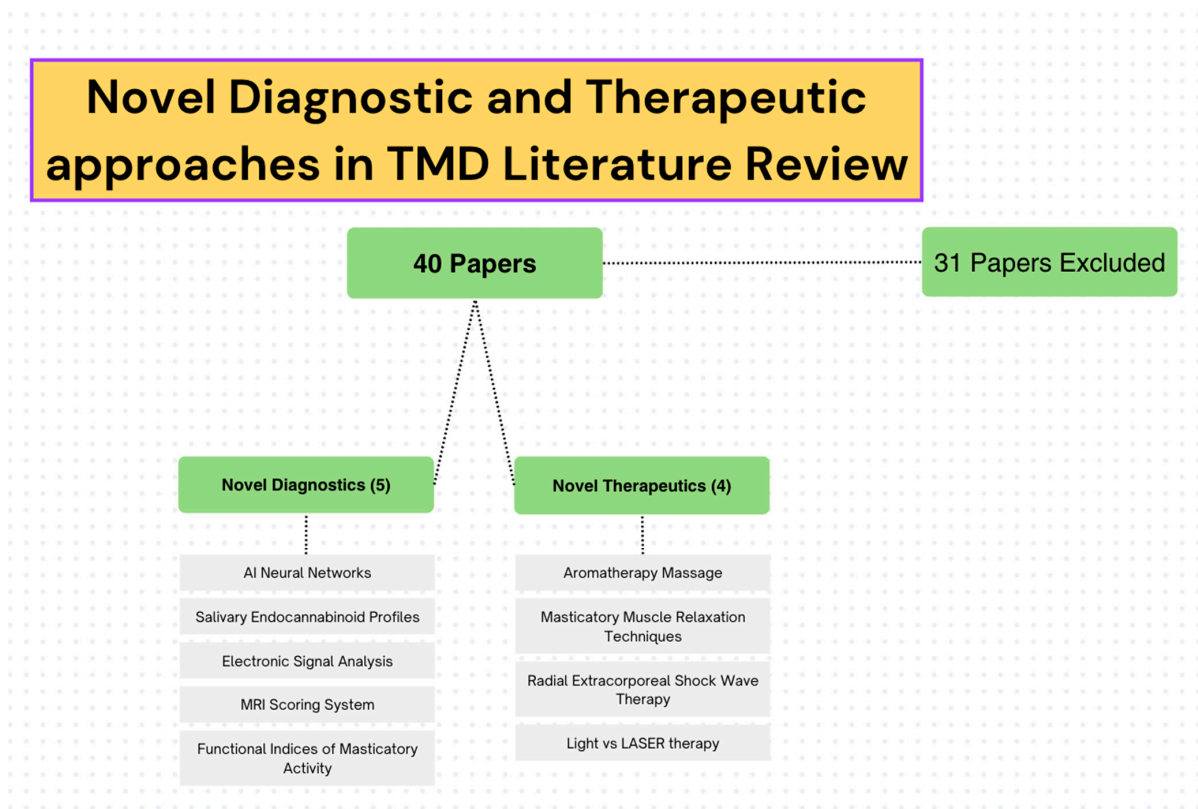 Novel Diagnostic and Therapeutic
approaches in TMD Literature Review
40 Papers
31 Papers Excluded
Novel Diagnostics (5)
AI Neural Networks
Salivary Endocannabinoid Profiles
Electronic Signal Analysis
MRI Scoring System
Functional Indices of Masticatory
Activity
Novel Therapeutics (4)
Aromatherapy Massage
Masticatory Muscle Relaxation
Techniques
Radial Extracorporeal Shock Wave
Therapy
Light vs LASER therapy